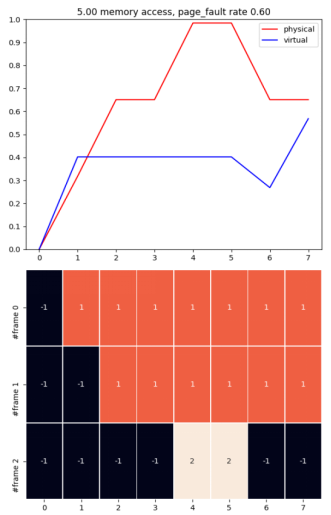 5.00 memory access, page_fault rate 0.60
1.0
0.9
0.8
0.7
0.6
0.5
0.4
0.3
0.2
0.1
0.0
physical
virtual
0 1 2 3 4 5 6 7
#frame 0
-1 1 1 1 1 1 1 1
#frame 1
-1 -1 1 1 1 1 1 1
#frame 2
-1 -1 -1 -1 2 2 -1 -1
0 1 2 3 4 5 6 7